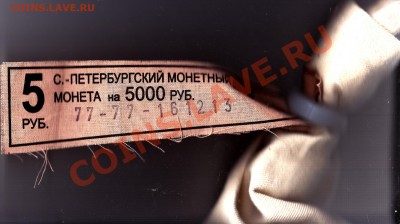 COINS.LAVE.RU
5 РУБ.
С.-ПЕТЕРБУРГСКИЙ МОНЕТНЫЙ
МОНЕТА на 5000 РУБ.
77-77-161213
COINS.LAVE.RU